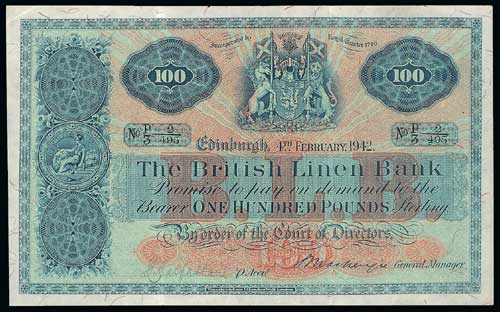 Incorporated by Royal Charter 1746.
100 100
No P/3 2/495 No P/3 2/495
Edinburgh, FEBRUARY, 1942.
The British Linen Bank
Promise to pay on demand to the
Bearer ONE HUNDRED POUNDS Sterling
By order of the Court of Directors.
General Manager